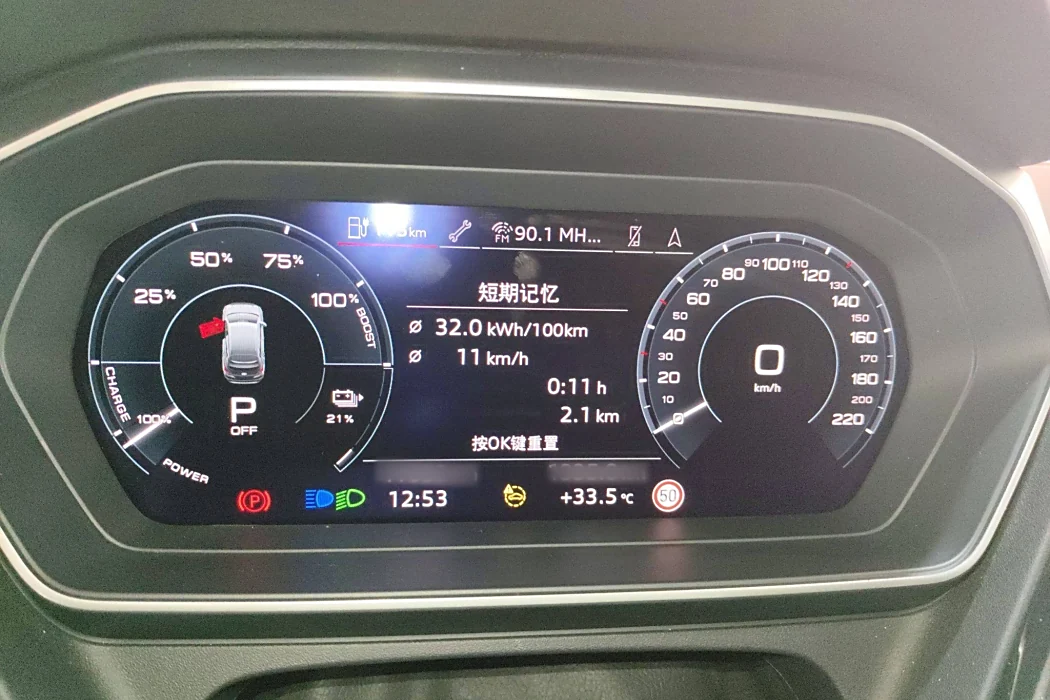 km
FM 90.1 MH...
50% 75%
25% 100%
BOOST
CHARGE
100%
POWER
P
OFF
21%
短期记忆
Ø 32.0 kWh/100km
Ø 11 km/h
0:11 h
2.1 km
按OK键重置
0 10 20 30 40 50 60 70 80 90 100 110 120 130 140 150 160 170 180 200 220
0
km/h
P
12:53
+33.5 °C
50